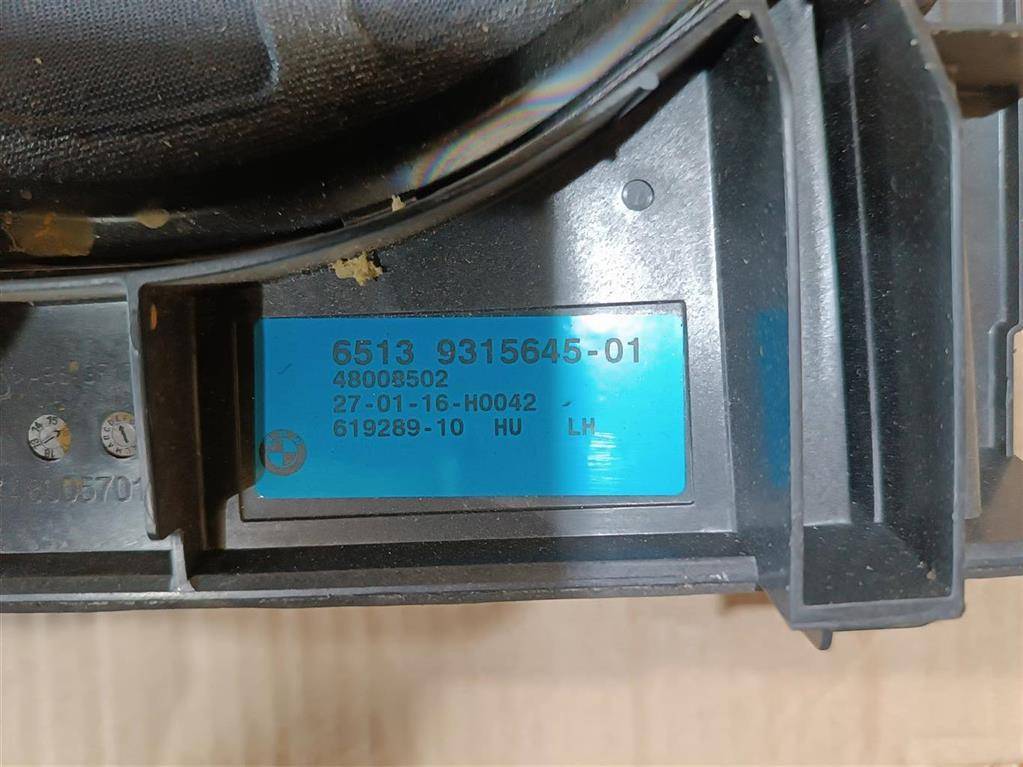 6513 9315645-01
48008502
27-01-16-H0042
619289-10 HU LH